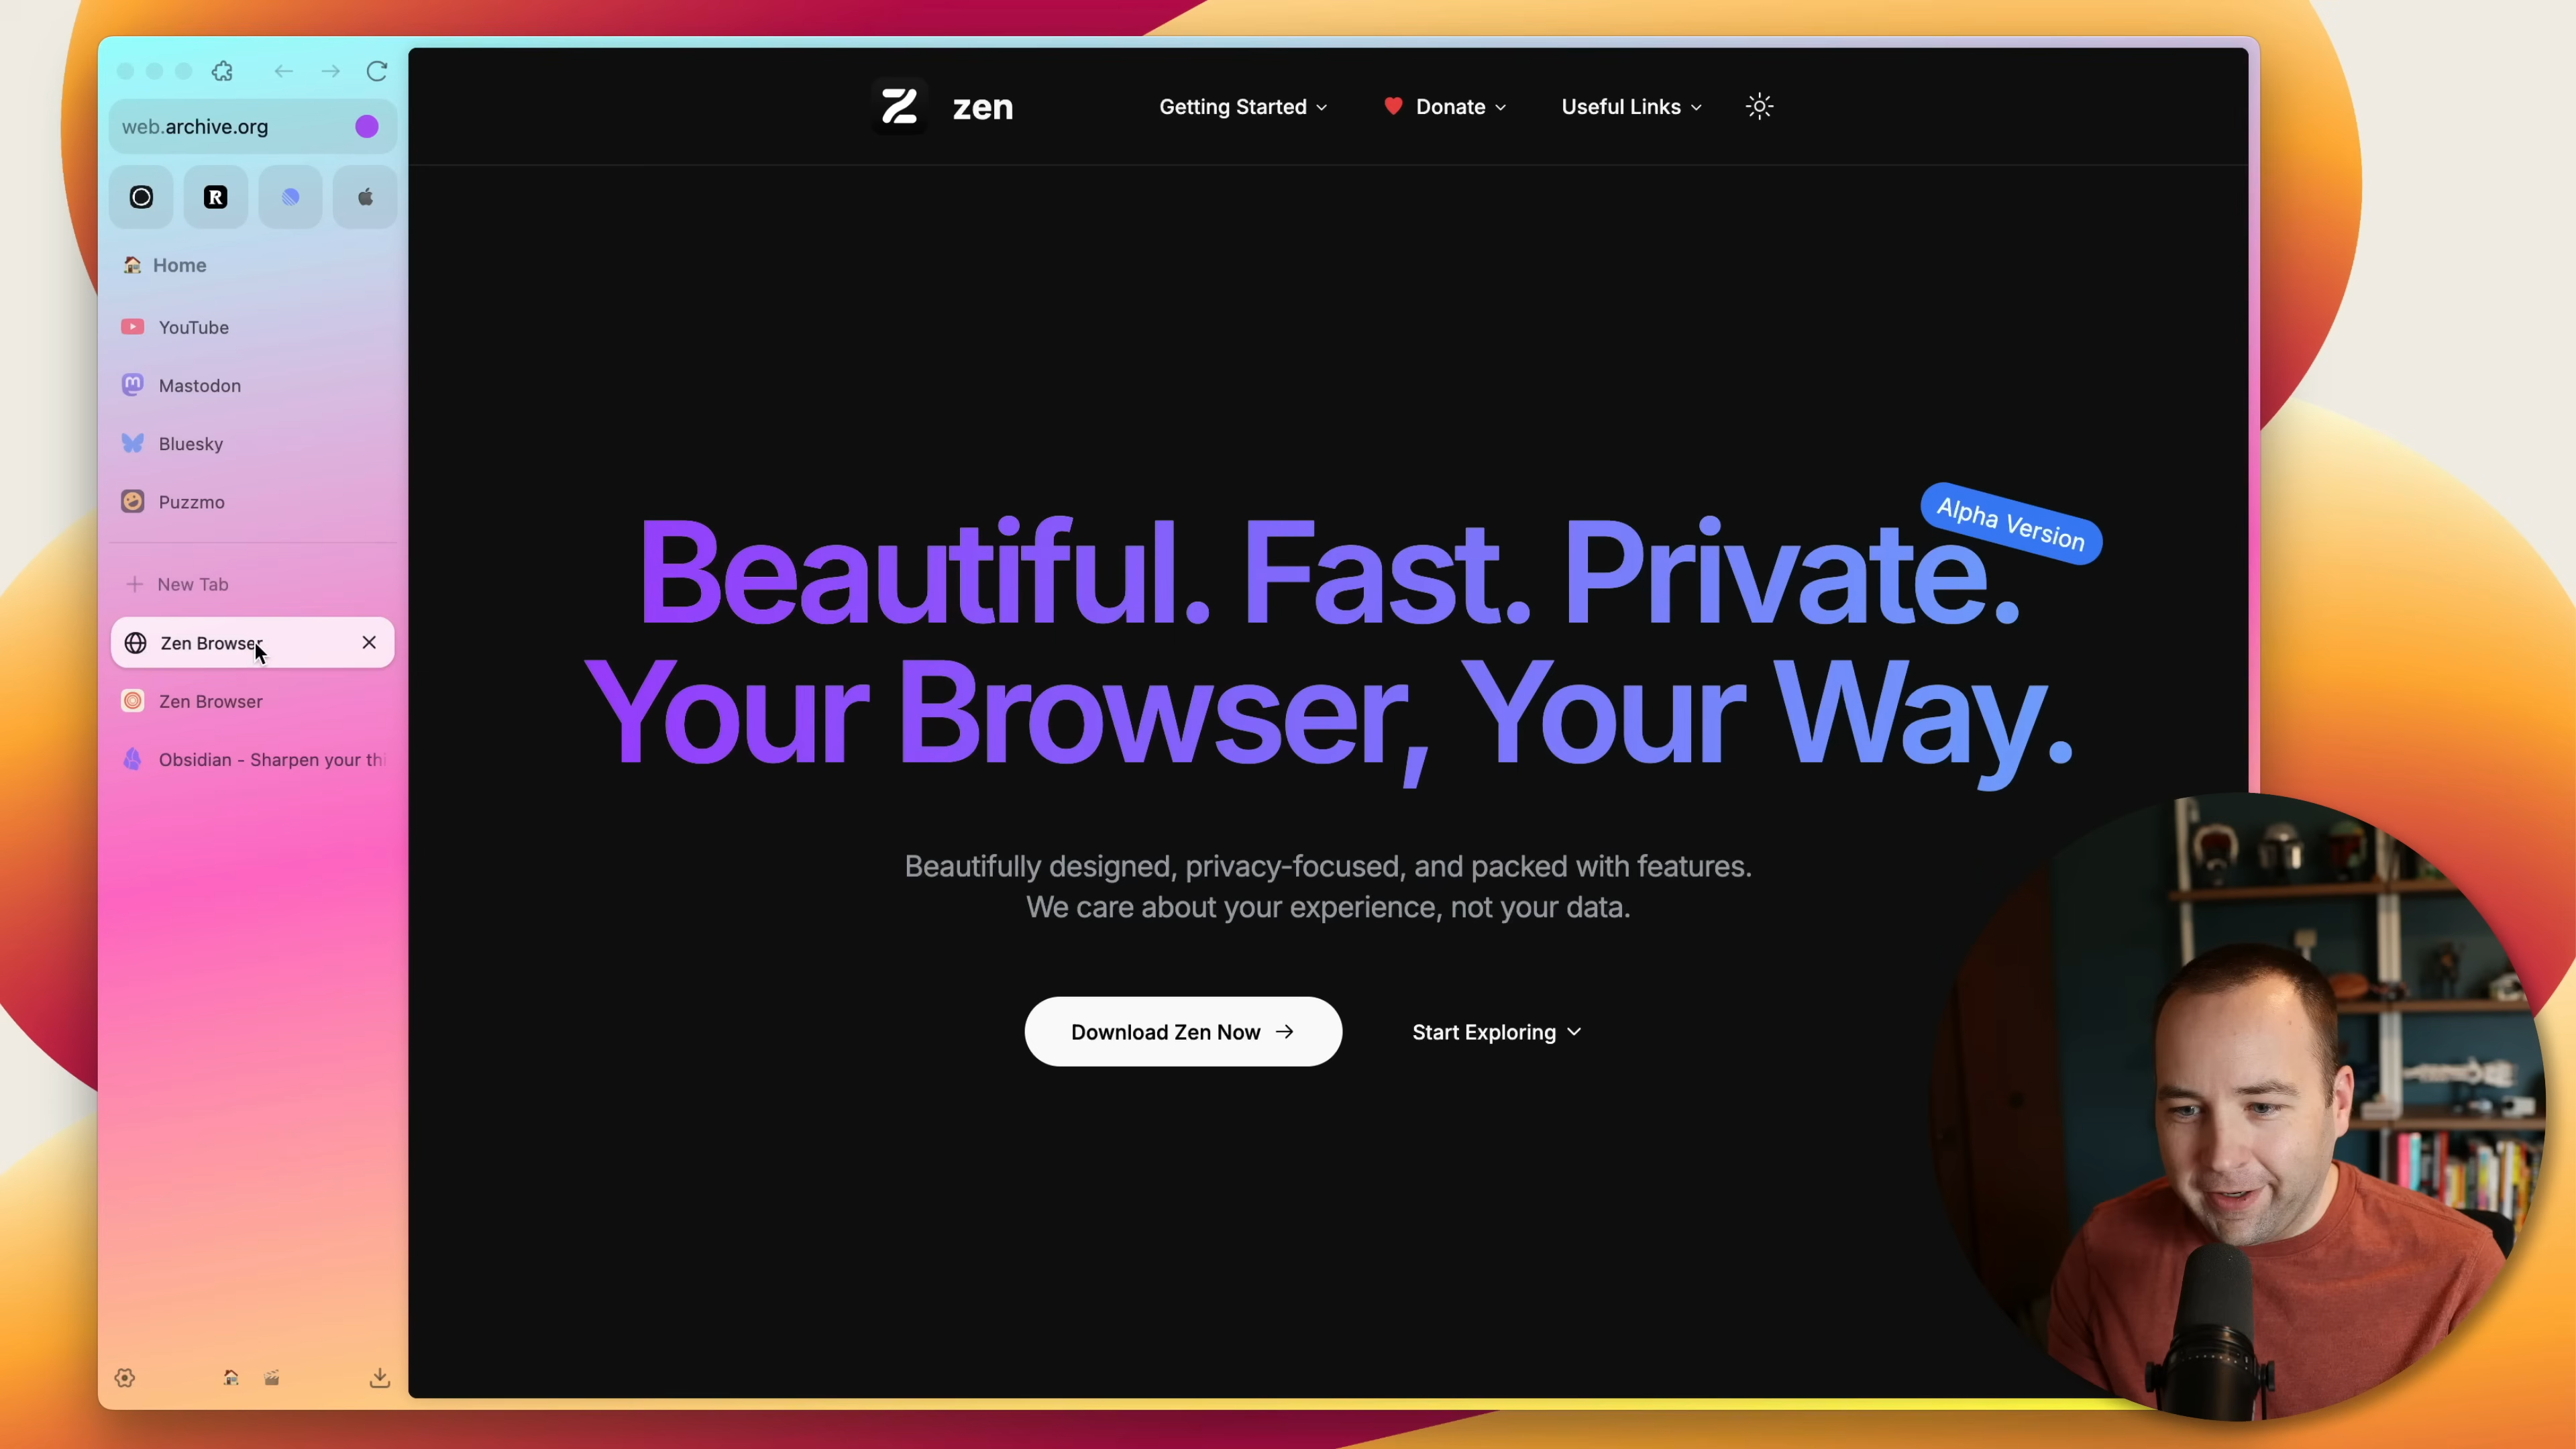 web.archive.org
R
Home
YouTube
Mastodon
Bluesky
Puzzmo
New Tab
Zen Browser
Zen Browser
Obsidian - Sharpen your thi
zen
Getting Started
Donate
Useful Links
Alpha Version
Beautiful. Fast. Private.
Your Browser, Your Way.
Beautifully designed, privacy-focused, and packed with features.
We care about your experience, not your data.
Download Zen Now
Start Exploring